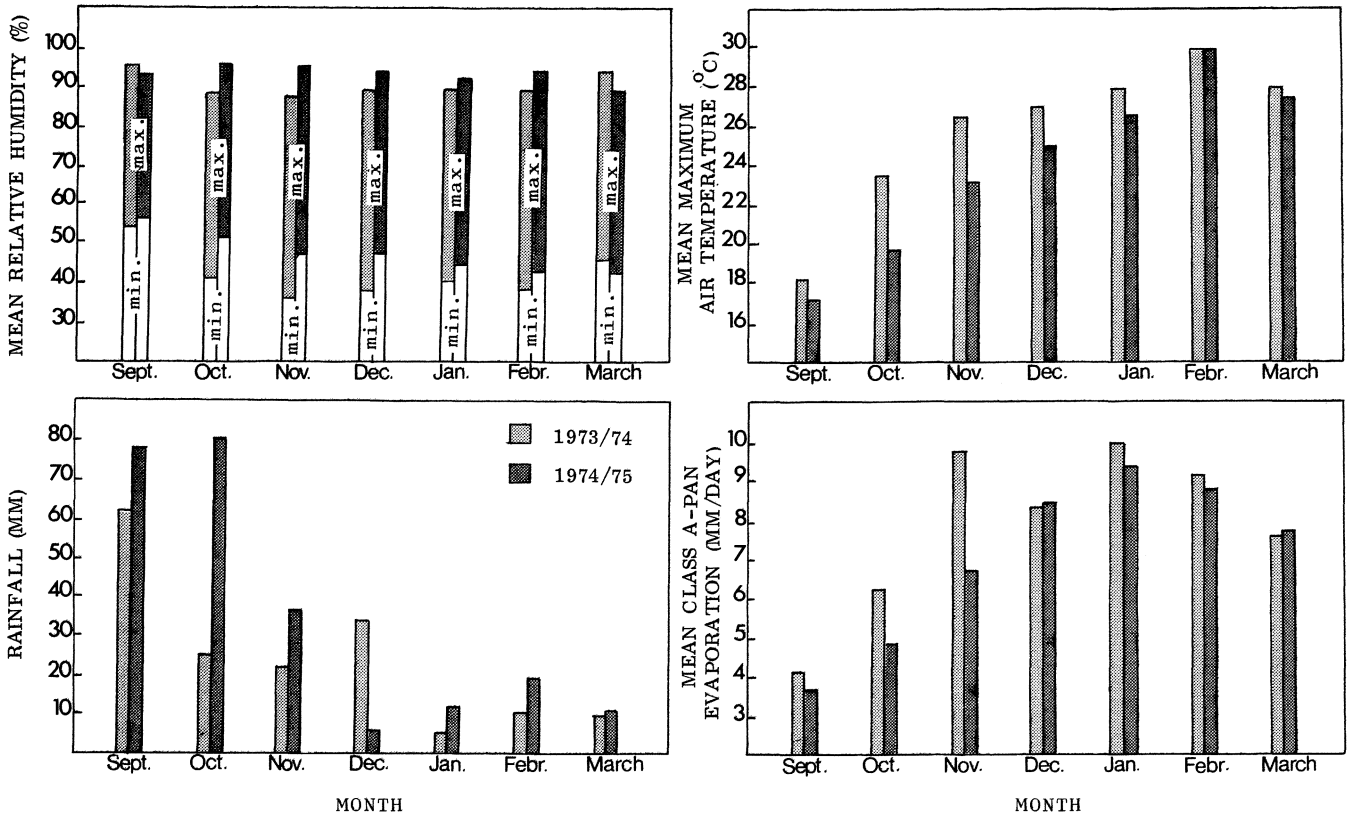 MEAN RELATIVE HUMIDITY (%)
100
90
80
70
60
50
40
30
max.
max.
max.
max.
max.
max.
max.
min.
min.
min.
min.
min.
min.
min.
Sept.
Oct.
Nov.
Dec.
Jan.
Febr.
March
MEAN MAXIMUM
AIR TEMPERATURE (°C)
30
28
26
24
22
20
18
16
Sept.
Oct.
Nov.
Dec.
Jan.
Febr.
March
RAINFALL (MM)
80
70
60
50
40
30
20
10
1973/74
1974/75
Sept.
Oct.
Nov.
Dec.
Jan.
Febr.
March
MONTH
MEAN CLASS A-PAN
EVAPORATION (MM/DAY)
10
9
8
7
6
5
4
3
Sept.
Oct.
Nov.
Dec.
Jan.
Febr.
March
MONTH